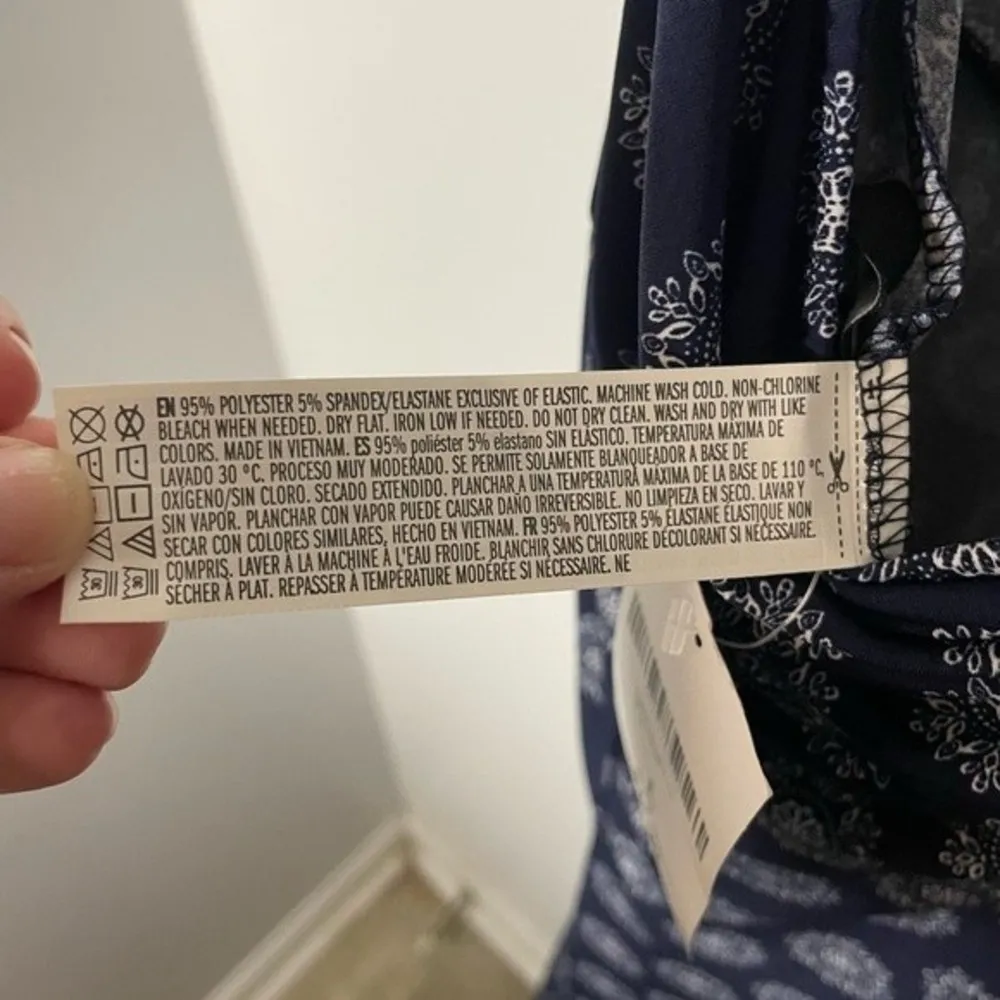 EN 95% POLYESTER 5% SPANDEX/ELASTANE EXCLUSIVE OF ELASTIC. MACHINE WASH COLD. NON-CHLORINE
BLEACH WHEN NEEDED. DRY FLAT. IRON LOW IF NEEDED. DO NOT DRY CLEAN. WASH AND DRY WITH LIKE
COLORS. MADE IN VIETNAM. ES 95% poliéster 5% elastano SIN ELÁSTICO. TEMPERATURA MÁXIMA DE
LAVADO 30 °C. PROCESO MUY MODERADO. SE PERMITE SOLAMENTE BLANQUEADOR A BASE DE
OXÍGENO/SIN CLORO. SECADO EXTENDIDO. PLANCHAR A UNA TEMPERATURA MÁXIMA DE LA BASE DE 110 °C,
SIN VAPOR. PLANCHAR CON VAPOR PUEDE CAUSAR DAÑO IRREVERSIBLE. NO LIMPIEZA EN SECO. LAVAR Y
SECAR CON COLORES SIMILARES, HECHO EN VIETNAM. FR 95% POLYESTER 5% ÉLASTANE ÉLASTIQUE NON
COMPRIS. LAVER À LA MACHINE À L'EAU FROIDE. BLANCHIR SANS CHLORURE DÉCOLORANT SI NÉCESSAIRE.
SÉCHER À PLAT. REPASSER À TEMPÉRATURE MODÉRÉE SI NÉCESSAIRE. NE
30
30